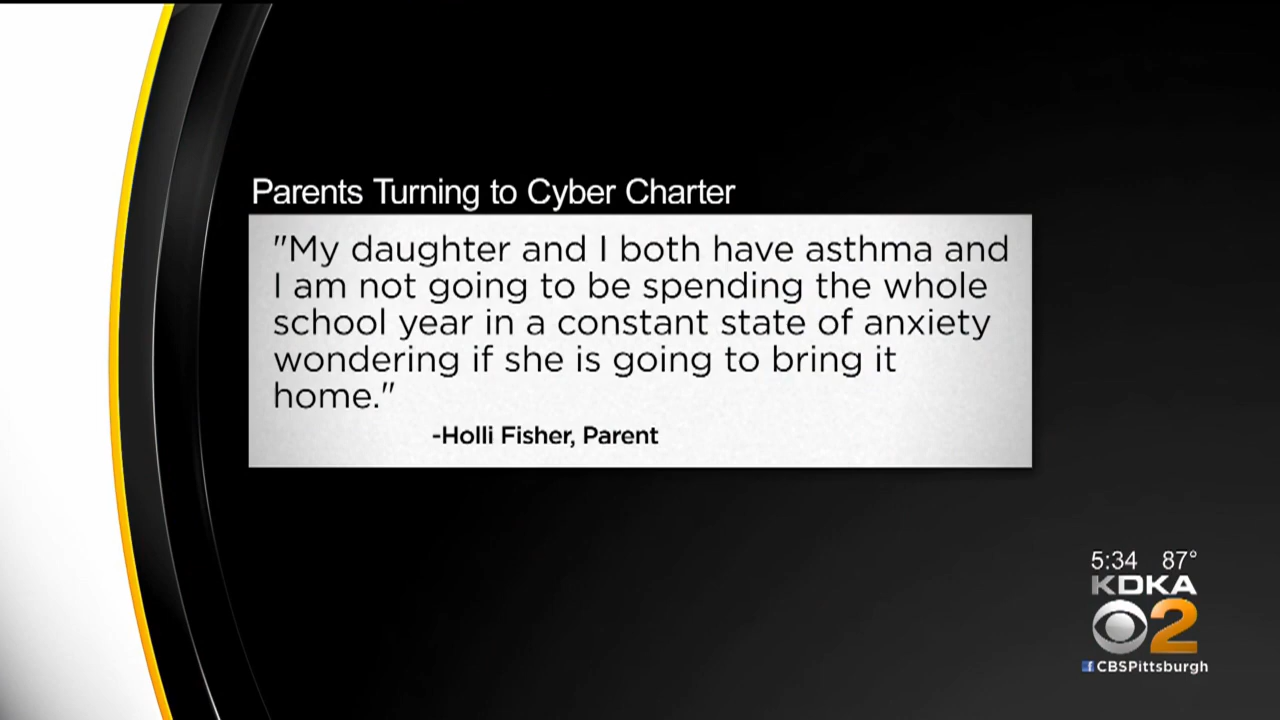 Parents Turning to Cyber Charter
"My daughter and I both have asthma and
I am not going to be spending the whole
school year in a constant state of anxiety
wondering if she is going to bring it
home."
-Holli Fisher, Parent
5:34 87°
KDKA
2
f CBSPittsburgh